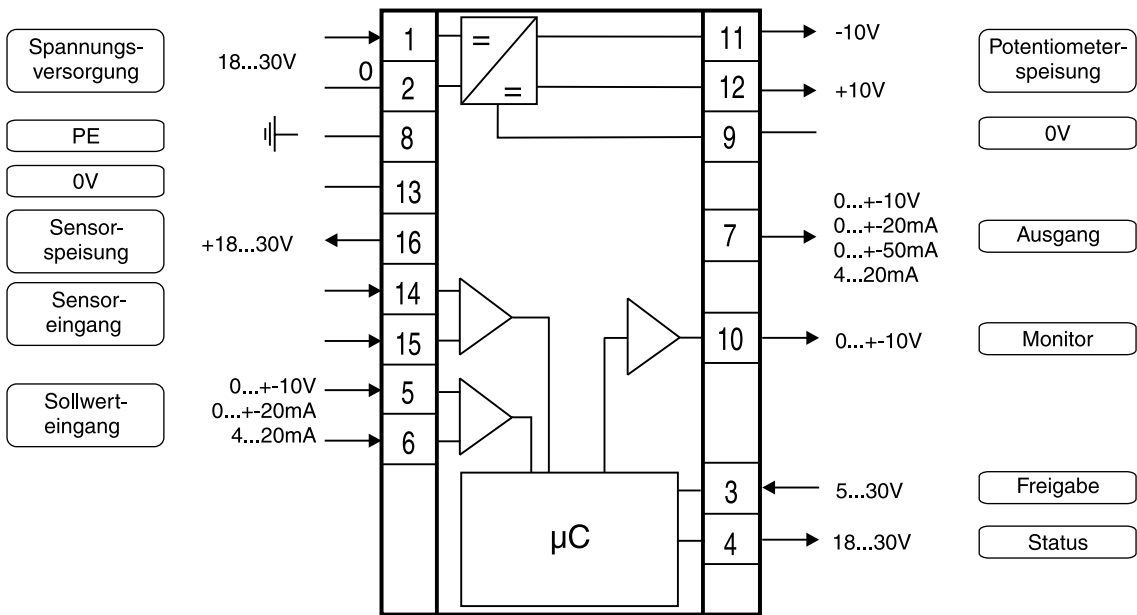 Spannungs-
versorgung
18...30V
0
1
2
=
=
11
12
-10V
+10V
Potentiometer-
speisung
PE
8
9
0V
0V
13
Sensor-
speisung
+18...30V
16
7
0...+-10V
0...+-20mA
0...+-50mA
4...20mA
Ausgang
Sensor-
eingang
14
15
10
0...+-10V
Monitor
Sollwert-
eingang
0...+-10V
0...+-20mA
4...20mA
5
6
µC
3
5...30V
Freigabe
4
18...30V
Status